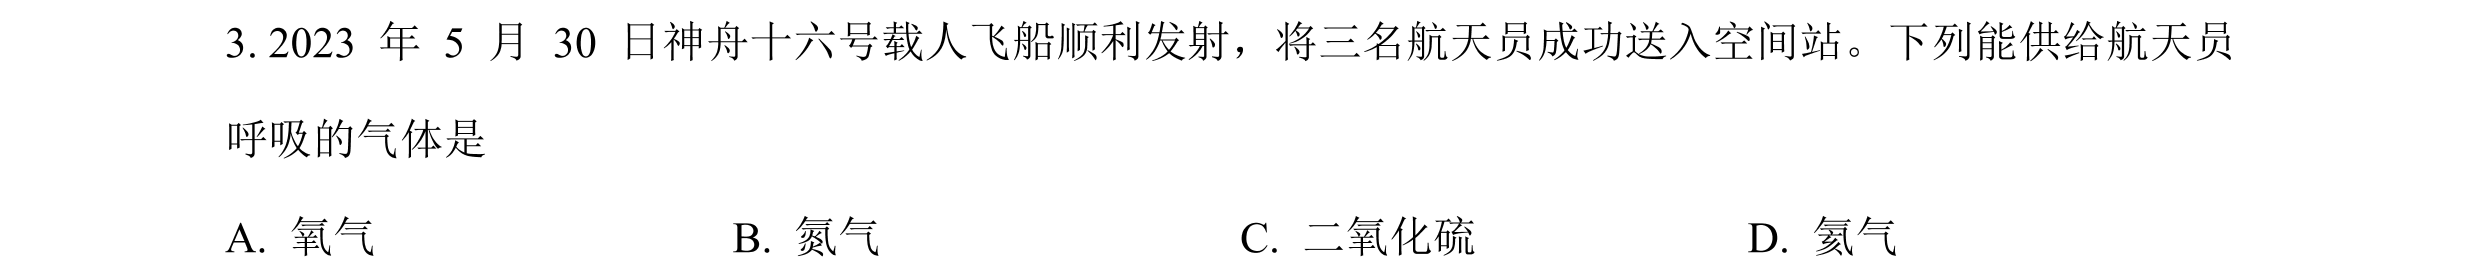 3. 2023 年 5 月 30 日神舟十六号载人飞船顺利发射，将三名航天员成功送入空间站。下列能供给航天员
呼吸的气体是
A. 氧气 B. 氮气 C. 二氧化硫 D. 氦气